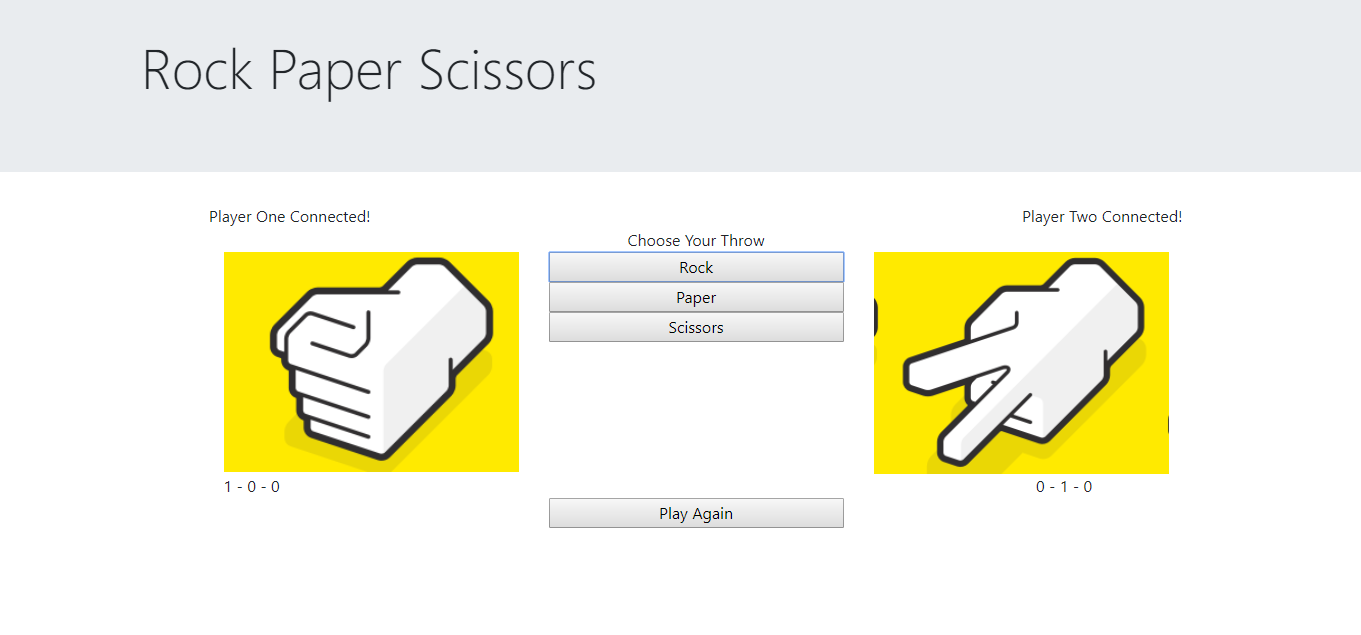 Rock Paper Scissors
Player One Connected!
Player Two Connected!
Choose Your Throw
Rock
Paper
Scissors
1 - 0 - 0
0 - 1 - 0
Play Again